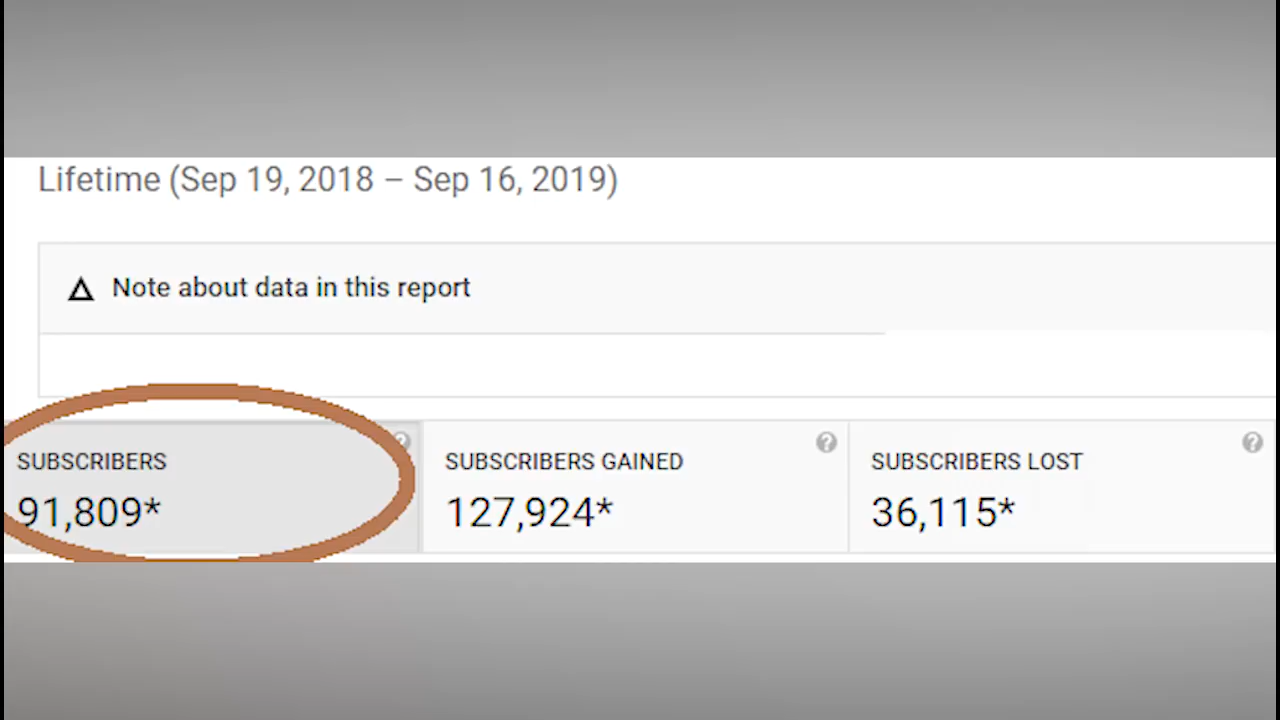 Lifetime (Sep 19, 2018 – Sep 16, 2019)
Note about data in this report
SUBSCRIBERS
91,809*
SUBSCRIBERS GAINED
127,924*
SUBSCRIBERS LOST
36,115*